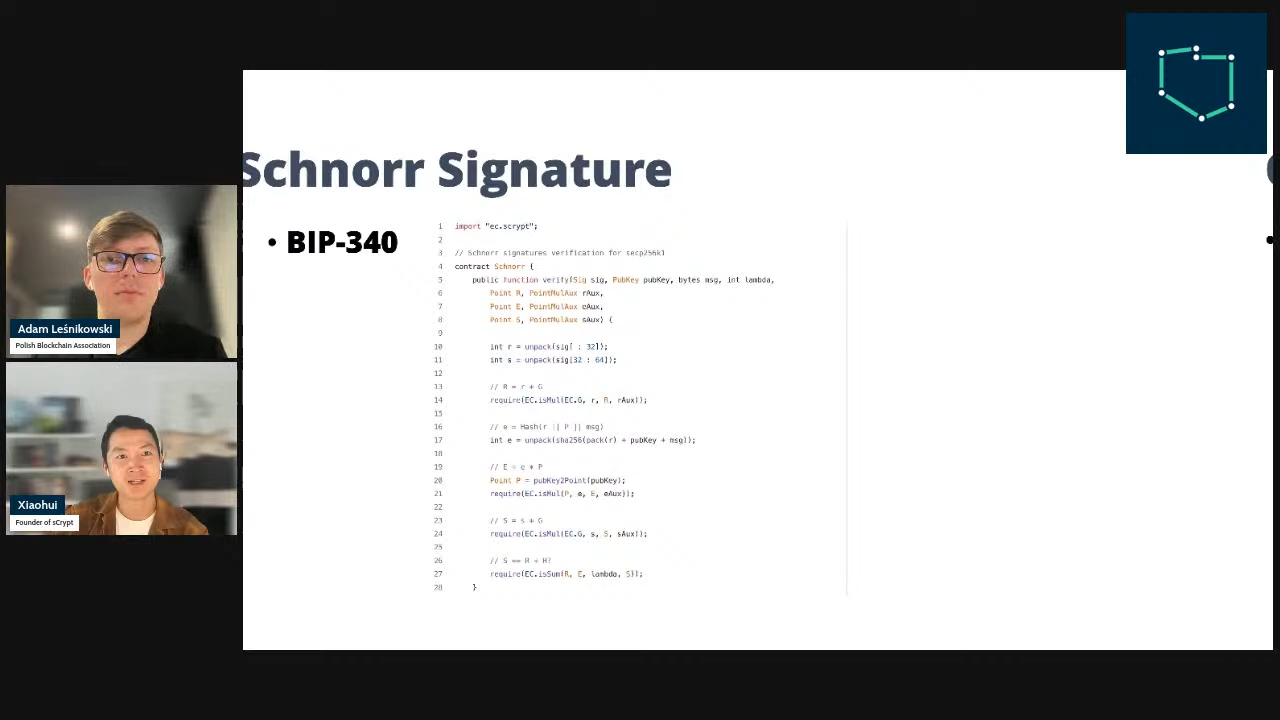 Schnorr Signature
• BIP-340
1 import "ec.scrypt";
2
3 // Schnorr signatures verification for secp256k1
4 contract Schnorr {
5 public function verify(Sig sig, PubKey pubKey, bytes msg, int lambda,
6 Point R, PointMulAux rAux,
7 Point E, PointMulAux eAux,
8 Point S, PointMulAux sAux) {
9
10 int r = unpack(sig[ : 32]);
11 int s = unpack(sig[32 : 64]);
12
13 // R = r * G
14 require(EC.isMul(EC.G, r, R, rAux));
15
16 // e = Hash(r || P || msg)
17 int e = unpack(sha256(pack(r) + pubKey + msg));
18
19 // E = e * P
20 Point P = pubKey2Point(pubKey);
21 require(EC.isMul(P, e, E, eAux));
22
23 // S = s * G
24 require(EC.isMul(EC.G, s, S, sAux));
25
26 // S == R + H?
27 require(EC.isSum(R, E, lambda, S));
28 }
Adam Leśnikowski
Polish Blockchain Association
Xiaohui
Founder of sCrypt